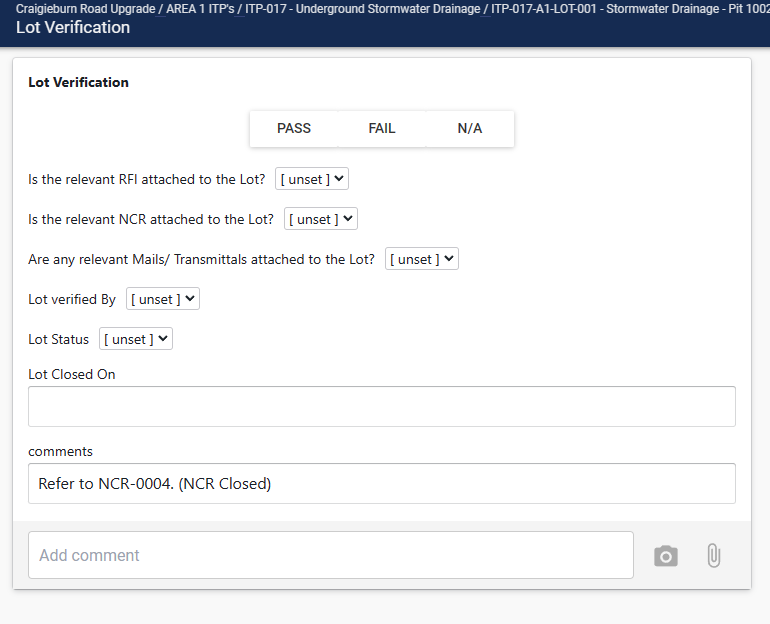 Craigieburn Road Upgrade / AREA 1 ITP's / ITP-017 - Underground Stormwater Drainage / ITP-017-A1-LOT-001 - Stormwater Drainage - Pit 1002
Lot Verification
Lot Verification
PASS FAIL N/A
Is the relevant RFI attached to the Lot? [ unset ]
Is the relevant NCR attached to the Lot? [ unset ]
Are any relevant Mails/ Transmittals attached to the Lot? [ unset ]
Lot verified By [ unset ]
Lot Status [ unset ]
Lot Closed On
comments
Refer to NCR-0004. (NCR Closed)
Add comment